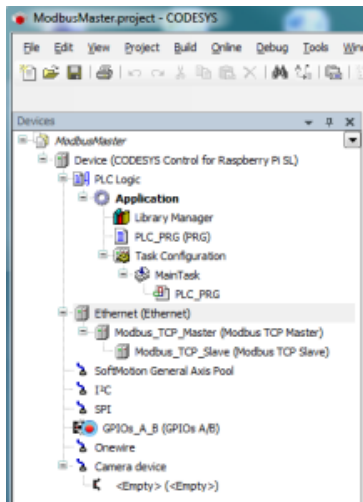 ModbusMaster.project - CODESYS
File Edit View Project Build Online Debug Tools
Devices
ModbusMaster
Device (CODESYS Control for Raspberry Pi SL)
PLC Logic
Application
Library Manager
PLC_PRG (PRG)
Task Configuration
MainTask
PLC_PRG
Ethernet (Ethernet)
Modbus_TCP_Master (Modbus TCP Master)
Modbus_TCP_Slave (Modbus TCP Slave)
SoftMotion General Axis Pool
I²C
SPI
GPIOs_A_B (GPIOs A/B)
Onewire
Camera device
<Empty> (<Empty>)